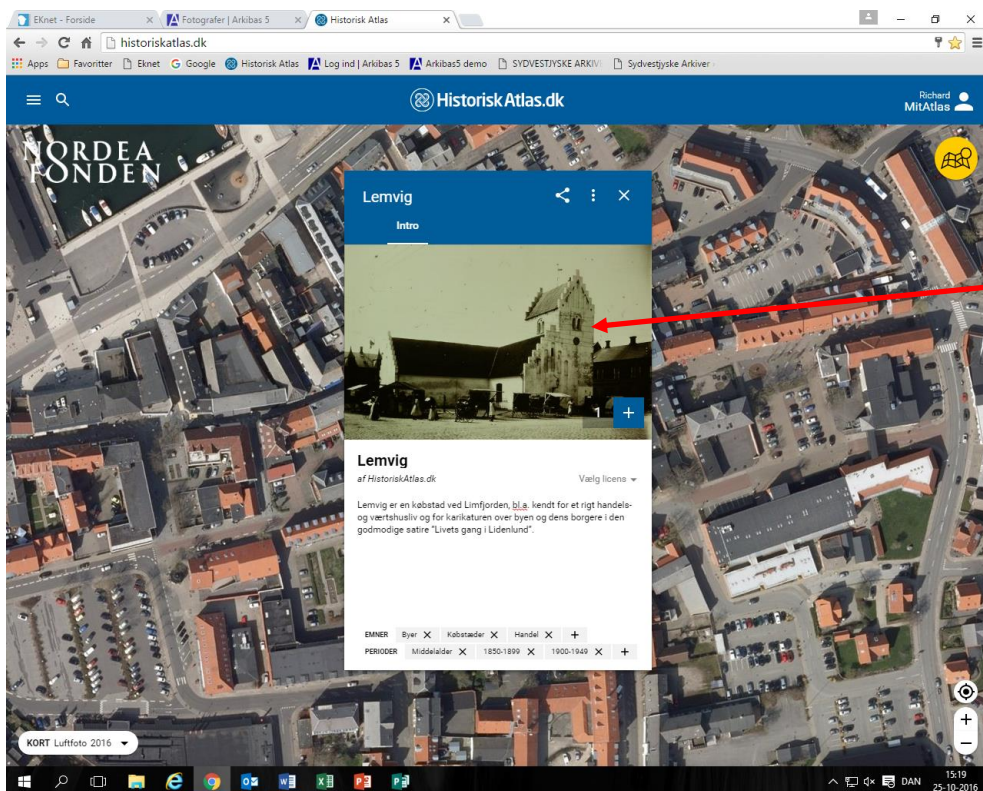 EKnet - Forside
Fotografer | Arkibas 5
Historisk Atlas
historiskatlas.dk
Apps Favoritter Eknet Google Historisk Atlas Log ind | Arkibas 5 Arkibas5 demo SYDVESTJYSKE ARKIV Sydvestjyske Arkiver
HistoriskAtlas.dk
Richard
MitAtlas
NORDEA
FONDEN
Lemvig
Intro
1 +
Lemvig
af HistoriskAtlas.dk Vælg licens
Lemvig er en købstad ved Limfjorden, bl.a. kendt for et rigt handels-
og værtshusliv og for karikaturen over byen og dens borgere i den
godmodige satire "Livets gang i Lidenlund".
EMNER Byer X Købstæder X Handel X +
PERIODER Middelalder X 1850-1899 X 1900-1949 X +
KORT Luftfoto 2016
DAN
15:19
25-10-2016